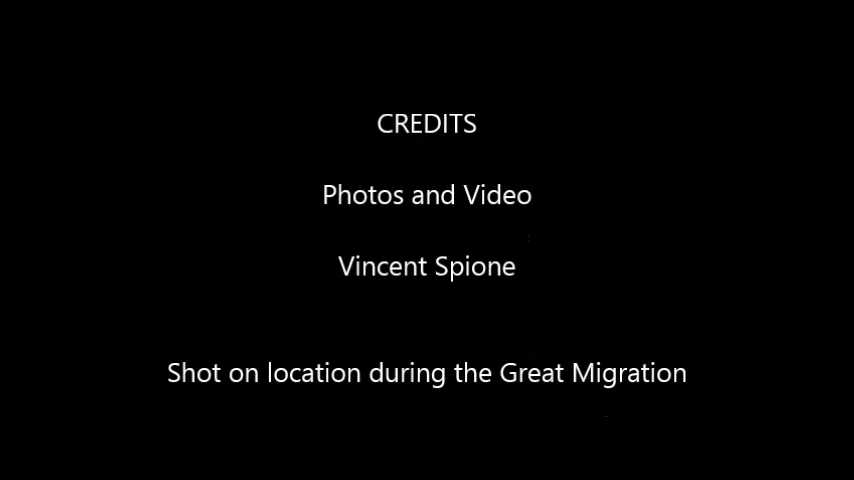 CREDITS
Photos and Video
Vincent Spione
Shot on location during the Great Migration